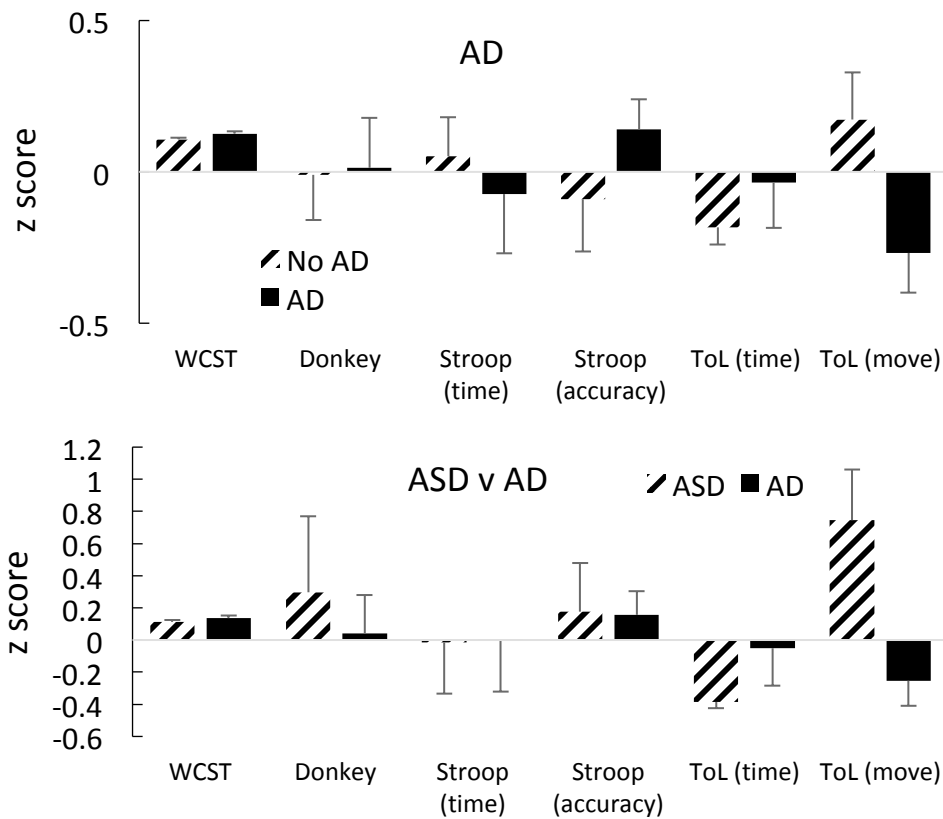 0.5
AD
0
z score
No AD
AD
-0.5
WCST Donkey Stroop (time) Stroop (accuracy) ToL (time) ToL (move)
1.2
ASD v AD
ASD AD
1
0.8
0.6
0.4
0.2
0
-0.2
-0.4
-0.6
z score
WCST Donkey Stroop (time) Stroop (accuracy) ToL (time) ToL (move)